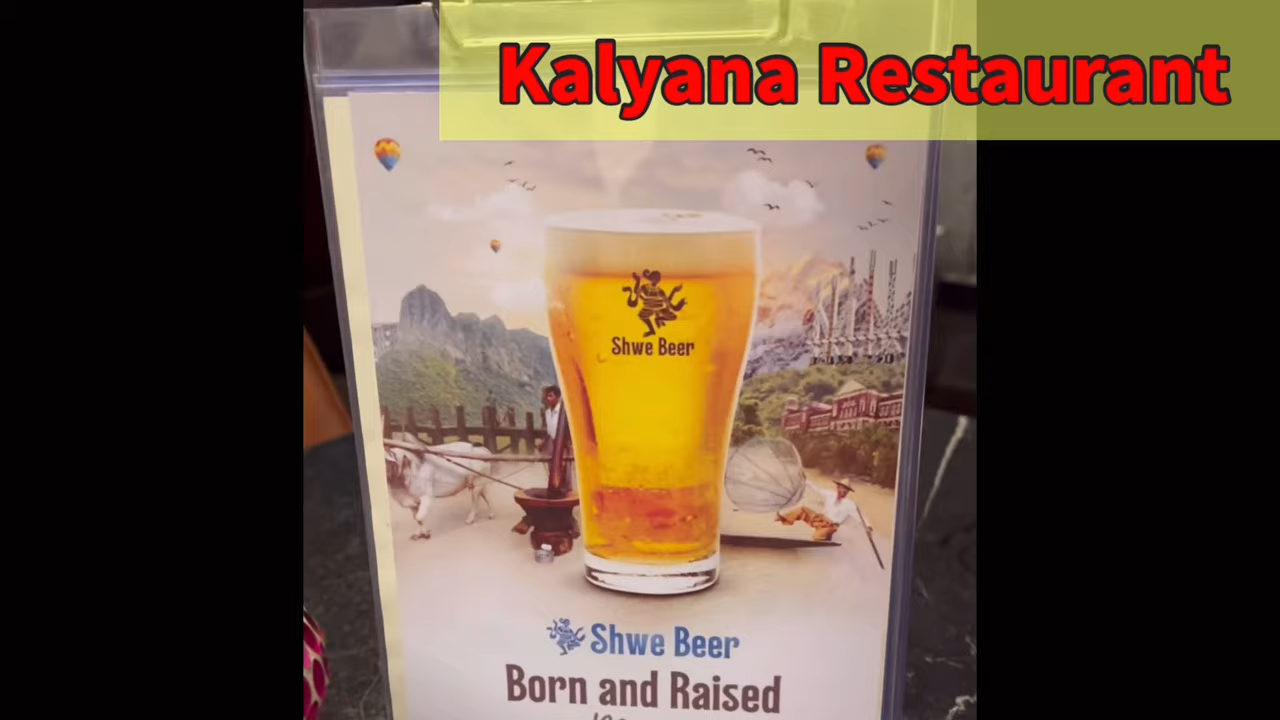 Kalyana Restaurant
Shwe Beer
Shwe Beer
Born and Raised